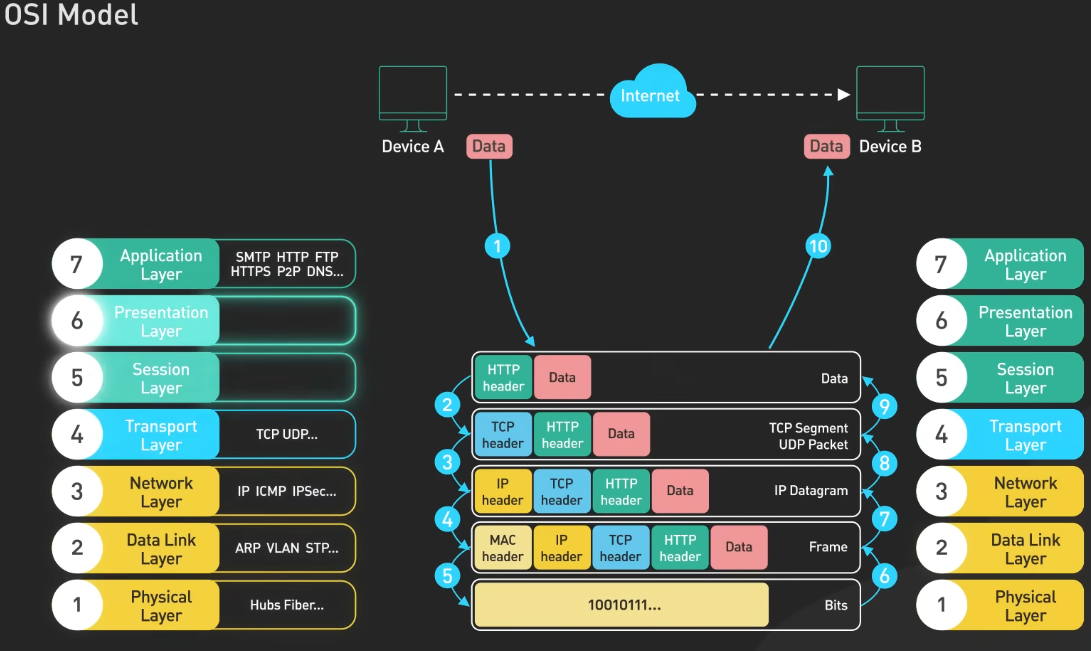 OSI Model
Internet
Device A
Data
Data
Device B
1
10
7
Application
Layer
SMTP HTTP FTP
HTTPS P2P DNS...
6
Presentation
Layer
5
Session
Layer
4
Transport
Layer
TCP UDP...
3
Network
Layer
IP ICMP IPSec...
2
Data Link
Layer
ARP VLAN STP...
1
Physical
Layer
Hubs Fiber...
HTTP
header
Data
Data
2
9
TCP
header
HTTP
header
Data
TCP Segment
UDP Packet
3
8
IP
header
TCP
header
HTTP
header
Data
IP Datagram
4
7
MAC
header
IP
header
TCP
header
HTTP
header
Data
Frame
5
6
10010111...
Bits
7
Application
Layer
6
Presentation
Layer
5
Session
Layer
4
Transport
Layer
3
Network
Layer
2
Data Link
Layer
1
Physical
Layer